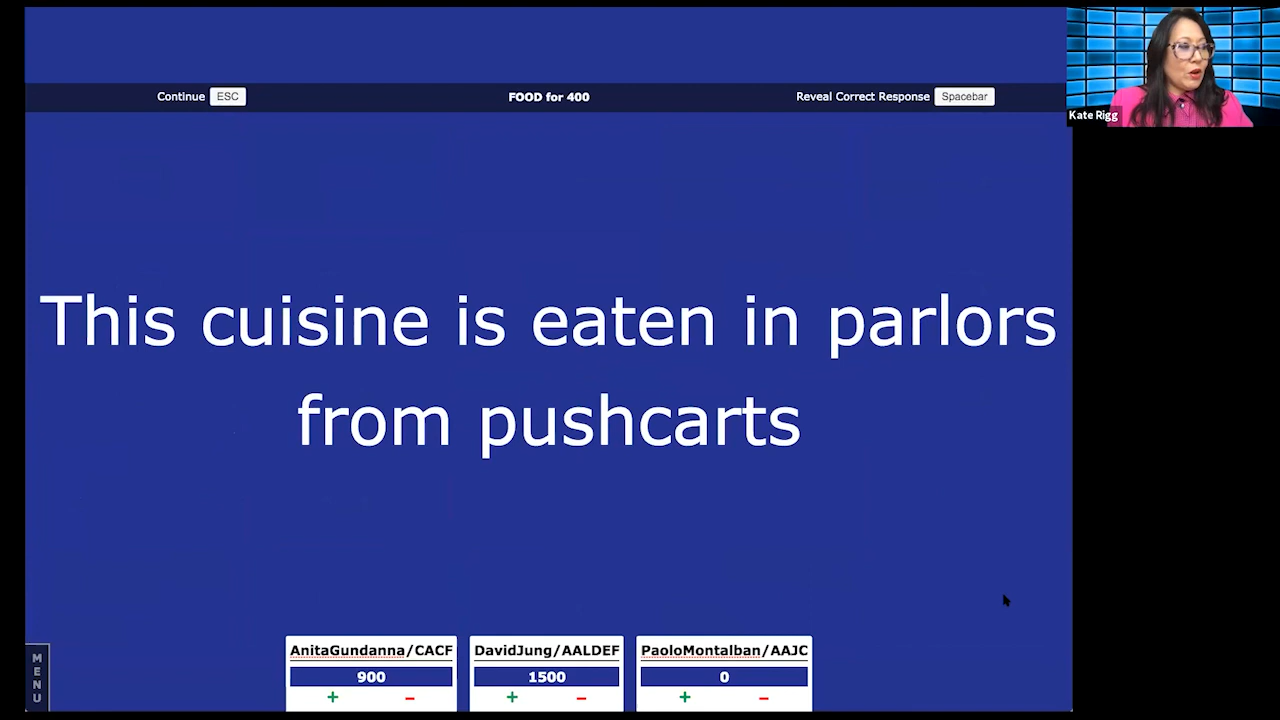 Continue ESC FOOD for 400 Reveal Correct Response Spacebar
Kate Rigg
This cuisine is eaten in parlors
from pushcarts
MENU
AnitaGundanna/CACF DavidJung/AALDEF PaoloMontalban/AAJC
900 1500 0
+ − + − + −